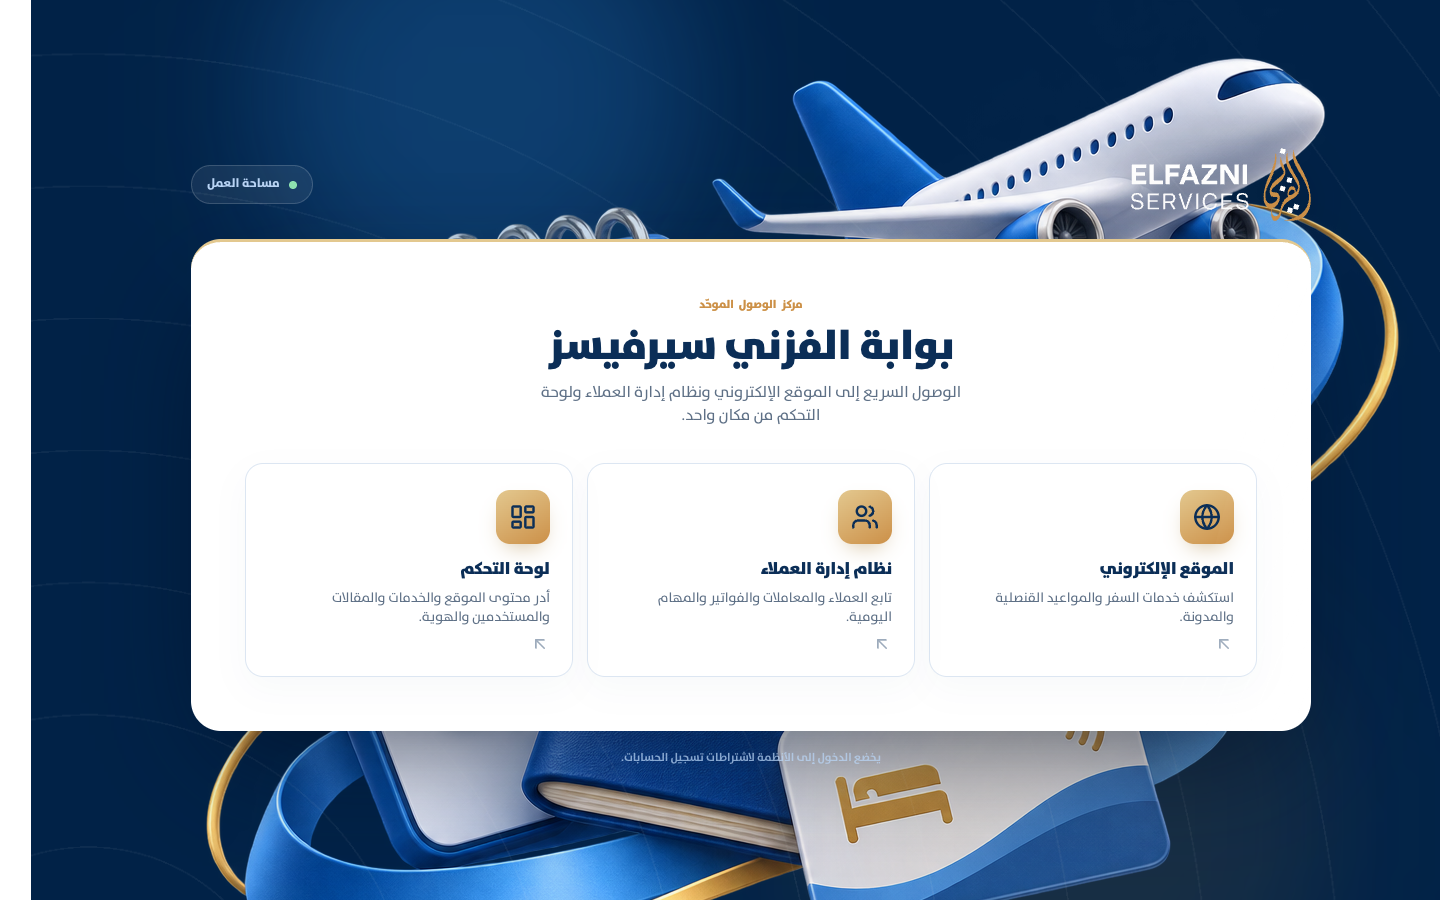 ELFAZNI
SERVICES
مساحة العمل
مركز الوصول الموحّد
بوابة الفزني سيرفيسز
الوصول السريع إلى الموقع الإلكتروني ونظام إدارة العملاء ولوحة
التحكم من مكان واحد.
الموقع الإلكتروني
استكشف خدمات السفر والمواعيد القنصلية
والمدونة.
نظام إدارة العملاء
تابع العملاء والمعاملات والفواتير والمهام
اليومية.
لوحة التحكم
أدر محتوى الموقع والخدمات والمقالات
والمستخدمين والهوية.
يخضع الدخول إلى الأنظمة لاشتراطات تسجيل الحسابات.